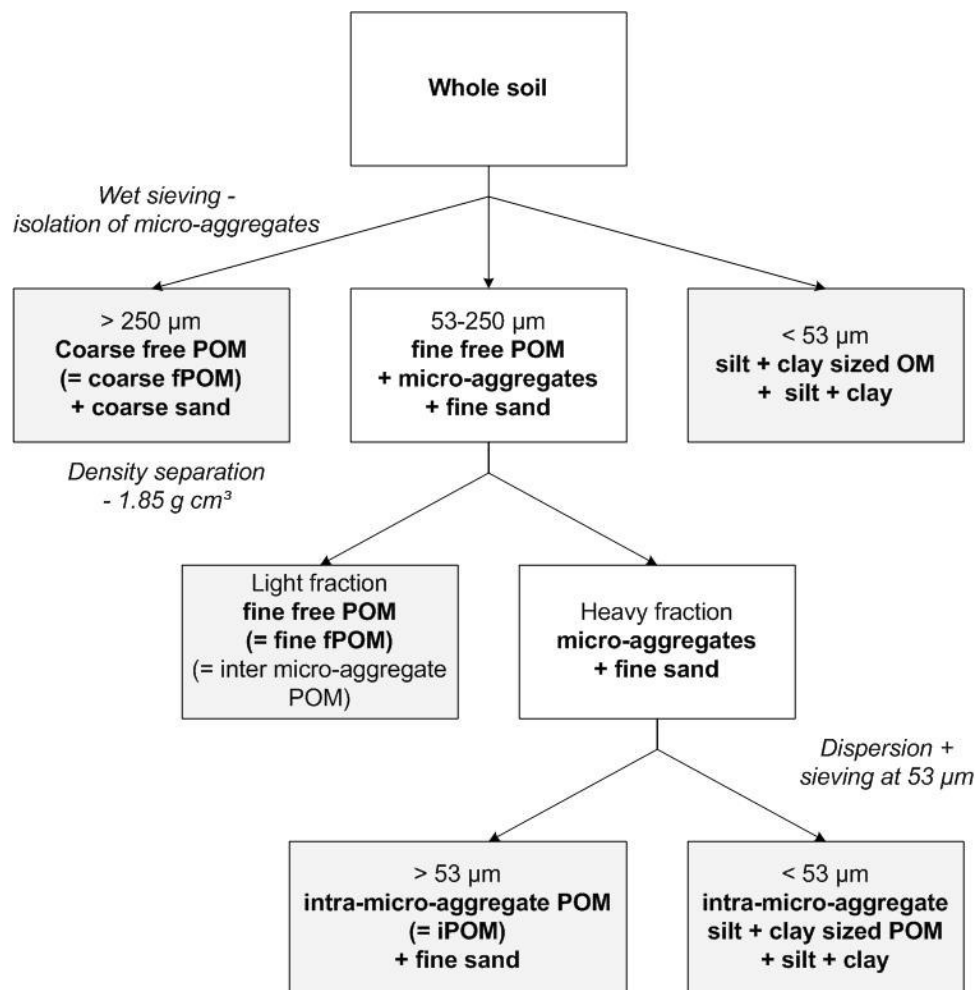 Whole soil
Wet sieving -
isolation of micro-aggregates
> 250 µm
Coarse free POM
(= coarse fPOM)
+ coarse sand
53-250 µm
fine free POM
+ micro-aggregates
+ fine sand
< 53 µm
silt + clay sized OM
+ silt + clay
Density separation
- 1.85 g cm³
Light fraction
fine free POM
(= fine fPOM)
(= inter micro-aggregate
POM)
Heavy fraction
micro-aggregates
+ fine sand
Dispersion +
sieving at 53 µm
> 53 µm
intra-micro-aggregate POM
(= iPOM)
+ fine sand
< 53 µm
intra-micro-aggregate
silt + clay sized POM
+ silt + clay